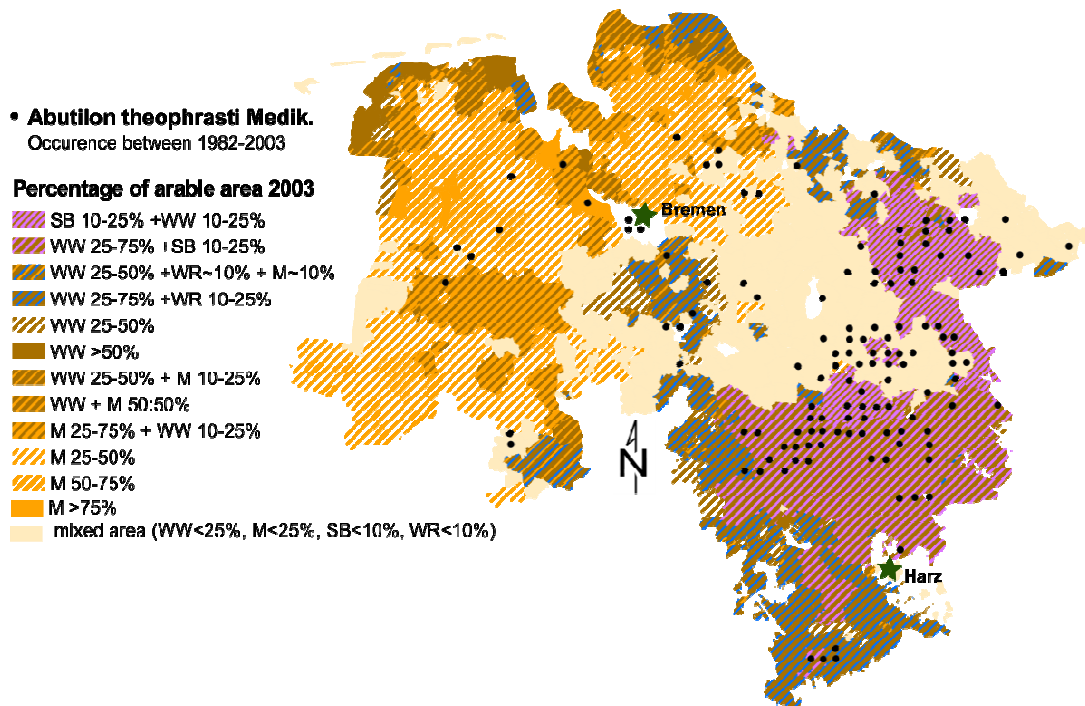 • Abutilon theophrasti Medik.
Occurence between 1982-2003
Percentage of arable area 2003
SB 10-25% +WW 10-25%
WW 25-75% +SB 10-25%
WW 25-50% +WR~10% + M~10%
WW 25-75% +WR 10-25%
WW 25-50%
WW >50%
WW 25-50% + M 10-25%
WW + M 50:50%
M 25-75% + WW 10-25%
M 25-50%
M 50-75%
M >75%
mixed area (WW<25%, M<25%, SB<10%, WR<10%)
Bremen
N
Harz